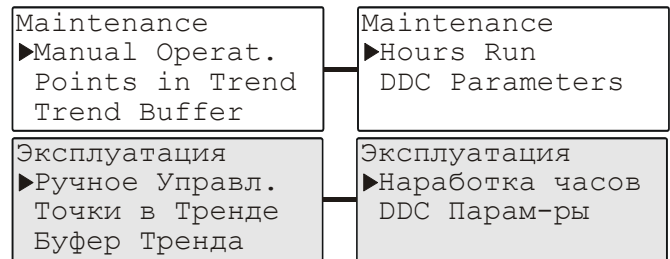 Maintenance
▶Manual Operat.
Points in Trend
Trend Buffer
Maintenance
▶Hours Run
DDC Parameters
Эксплуатация
▶Ручное Управл.
Точки в Тренде
Буфер Тренда
Эксплуатация
▶Наработка часов
DDC Парам-ры